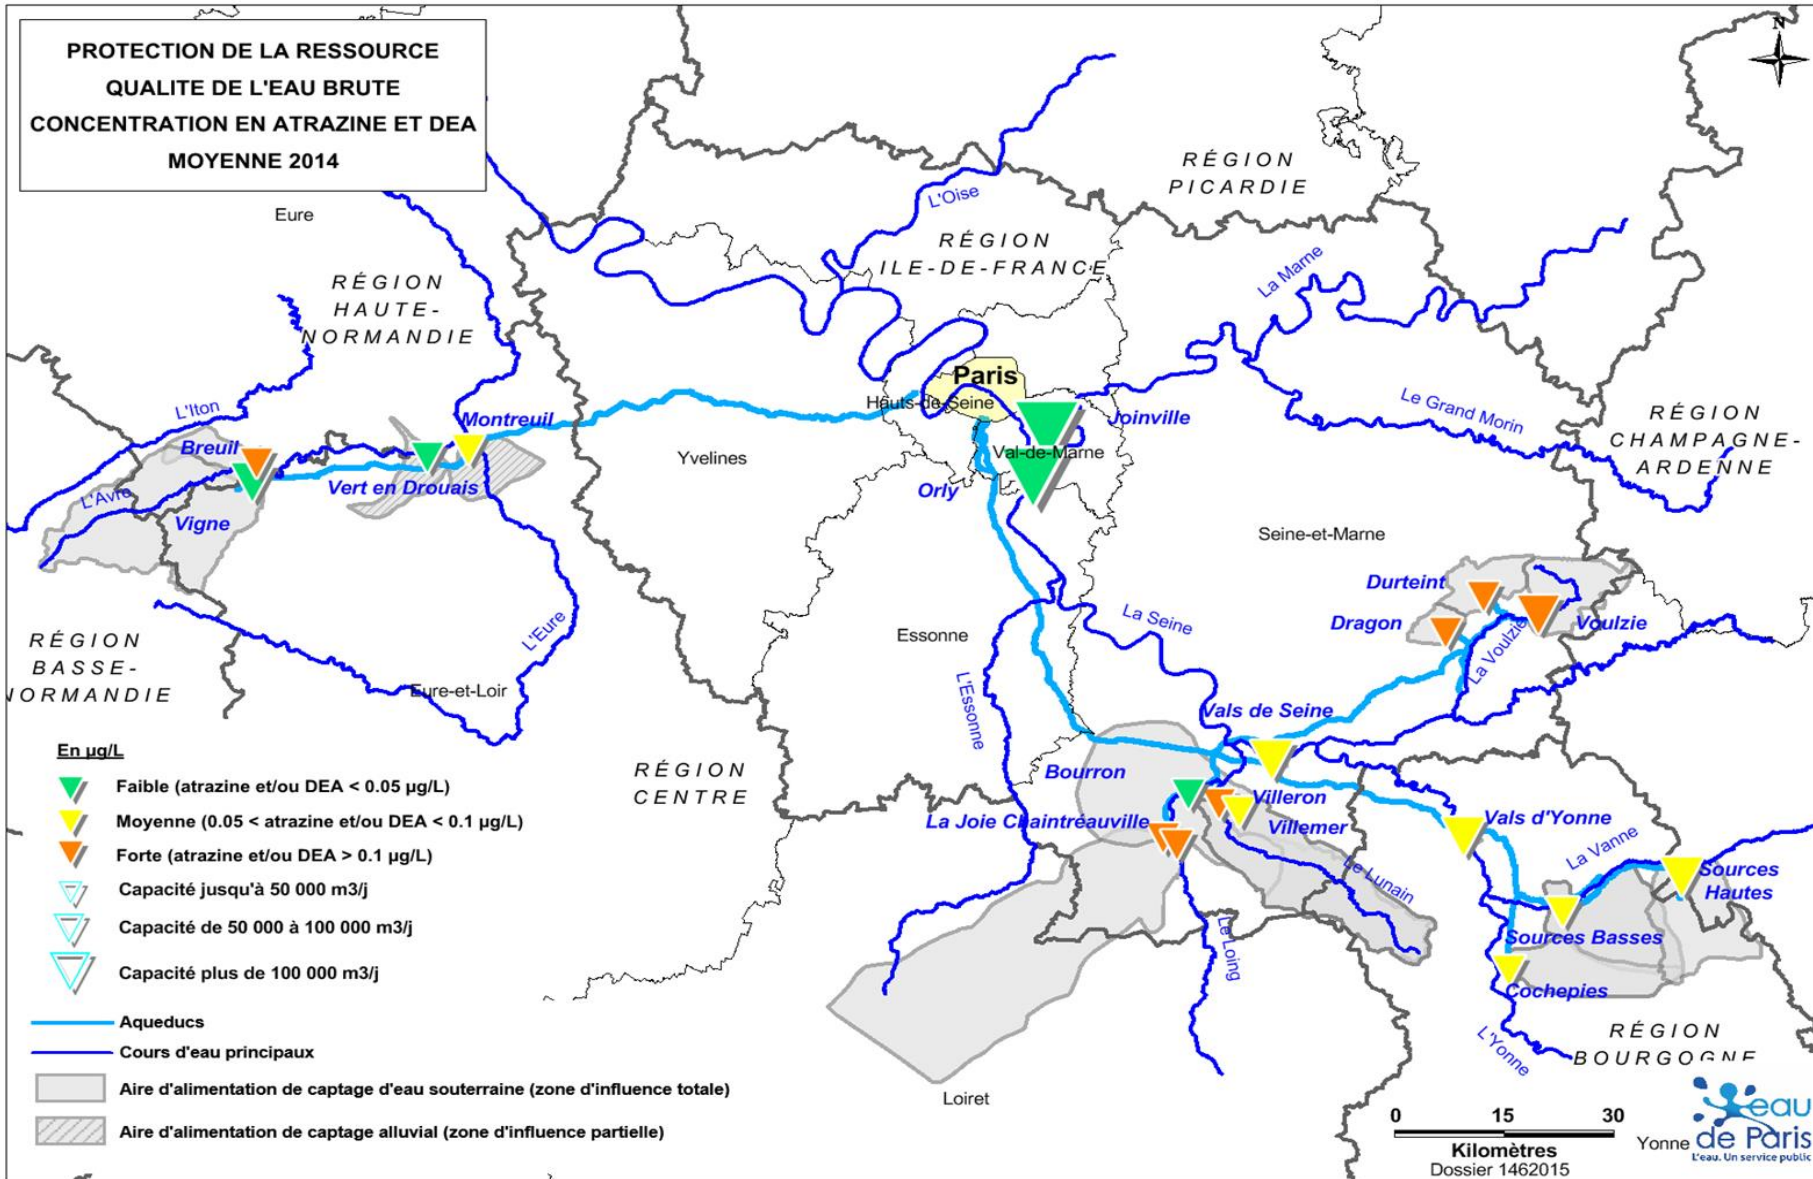 PROTECTION DE LA RESSOURCE
QUALITE DE L'EAU BRUTE
CONCENTRATION EN ATRAZINE ET DEA
MOYENNE 2014
N
RÉGION
PICARDIE
Eure
L'Oise
RÉGION
ILE-DE-FRANCE
La Marne
RÉGION
HAUTE-
NORMANDIE
Paris
Hauts-de-Seine
L'Iton
Montreuil
Joinville
Le Grand Morin
RÉGION
CHAMPAGNE-
ARDENNE
Breuil
Yvelines
Val-de-Marne
L'Avre
Vert en Drouais
Orly
Vigne
Seine-et-Marne
Durteint
Dragon
Voulzie
La Voulzie
La Seine
Essonne
L'Eure
RÉGION
BASSE-
NORMANDIE
Eure-et-Loir
L'Essonne
Vals de Seine
En µg/L
Faible (atrazine et/ou DEA < 0.05 µg/L)
Moyenne (0.05 < atrazine et/ou DEA < 0.1 µg/L)
Forte (atrazine et/ou DEA > 0.1 µg/L)
Capacité jusqu'à 50 000 m3/j
Capacité de 50 000 à 100 000 m3/j
Capacité plus de 100 000 m3/j
Aqueducs
Cours d'eau principaux
Aire d'alimentation de captage d'eau souterraine (zone d'influence totale)
Aire d'alimentation de captage alluvial (zone d'influence partielle)
RÉGION
CENTRE
Bourron
Villeron
La Joie Chaintréauville
Villemer
Vals d'Yonne
La Vanne
Le Lunain
Sources
Hautes
Sources Basses
Le Loing
Cochepies
L'Yonne
RÉGION
BOURGOGNE
Loiret
0 15 30
Kilomètres
Dossier 1462015
Yonne
eau
de Paris
L'eau. Un service public